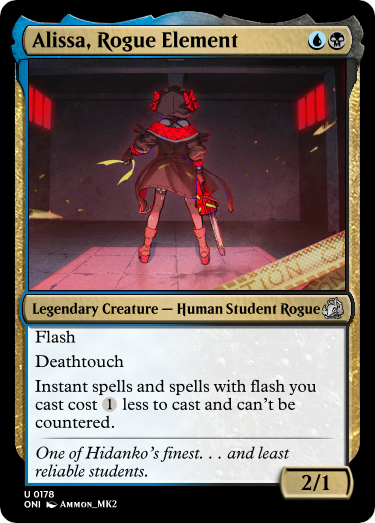 Alissa, Rogue Element
Legendary Creature — Human Student Rogue
Flash
Deathtouch
Instant spells and spells with flash you
cast cost 1 less to cast and can't be
countered.
One of Hidanko's finest. . . and least
reliable students.
2/1
U 0178
ONI Ammon_MK2